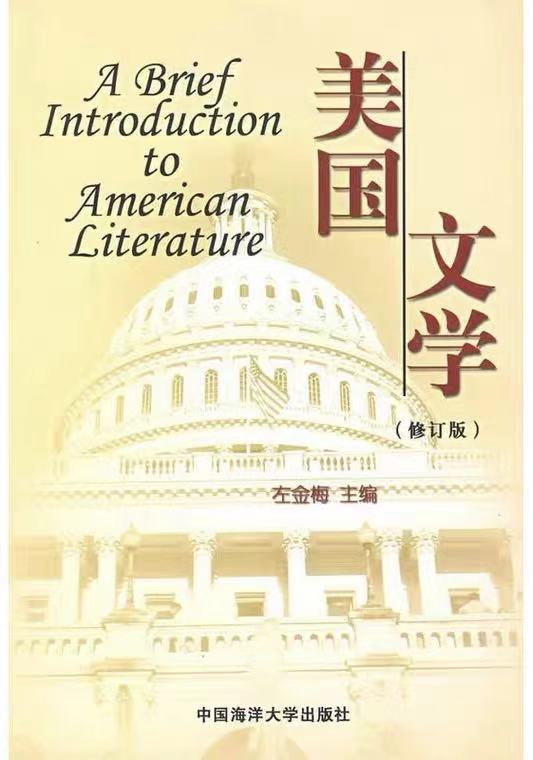 A Brief
Introduction
to
American
Literature
美国
文学
（修订版）
左金梅 主编
中国海洋大学出版社